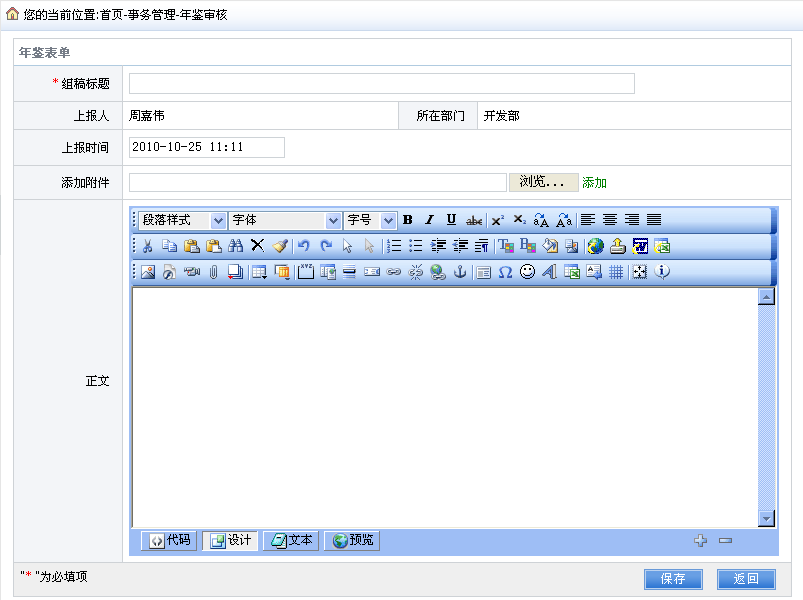 您的当前位置:首页-事务管理-年鉴审核
年鉴表单
*组稿标题
上报人 周嘉伟 所在部门 开发部
上报时间 2010-10-25 11:11
添加附件 浏览... 添加
段落样式 字体 字号 B I U abc
正文
代码 设计 文本 预览
"*"为必填项 保存 返回